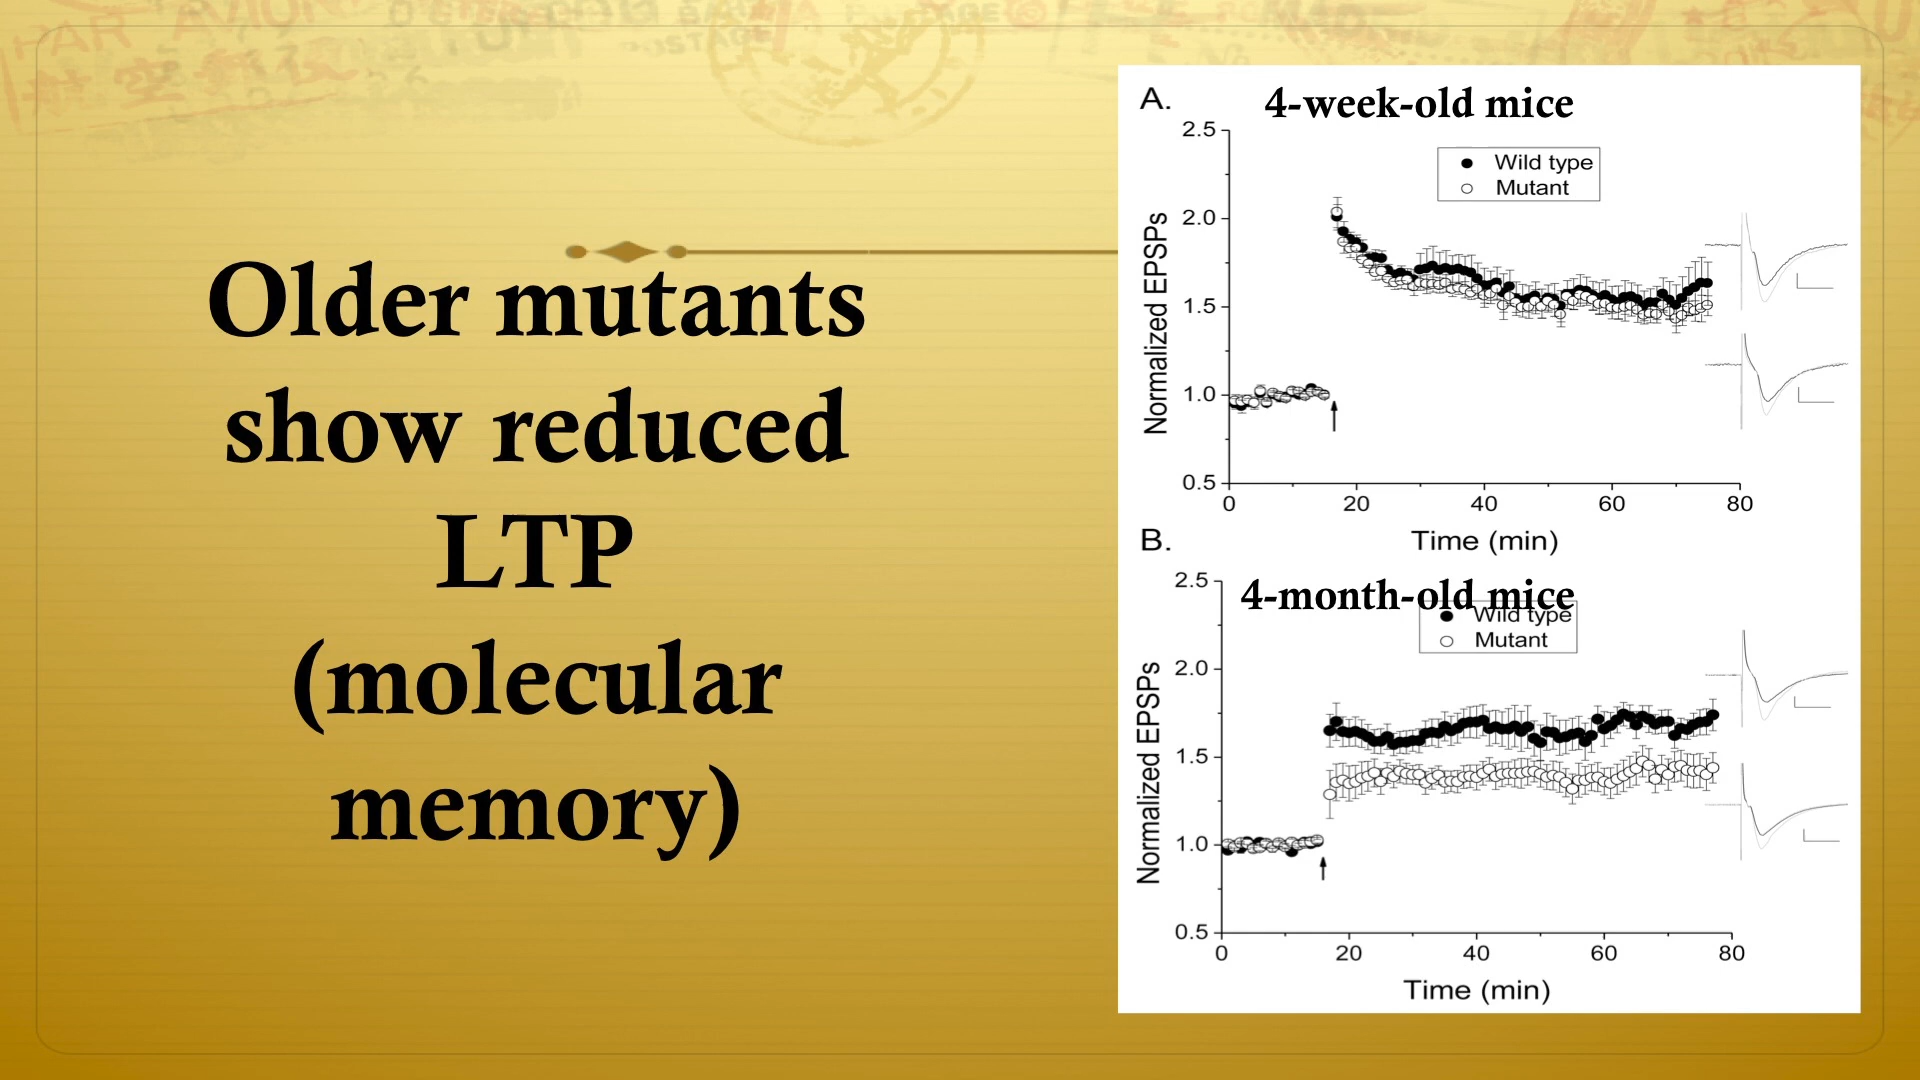 Older mutants
show reduced
LTP
(molecular
memory)
A.
4-week-old mice
2.5
2.0
1.5
1.0
0.5
Normalized EPSPs
Wild type
Mutant
0 20 40 60 80
Time (min)
B.
4-month-old mice
2.5
2.0
1.5
1.0
0.5
Normalized EPSPs
Wild type
Mutant
0 20 40 60 80
Time (min)